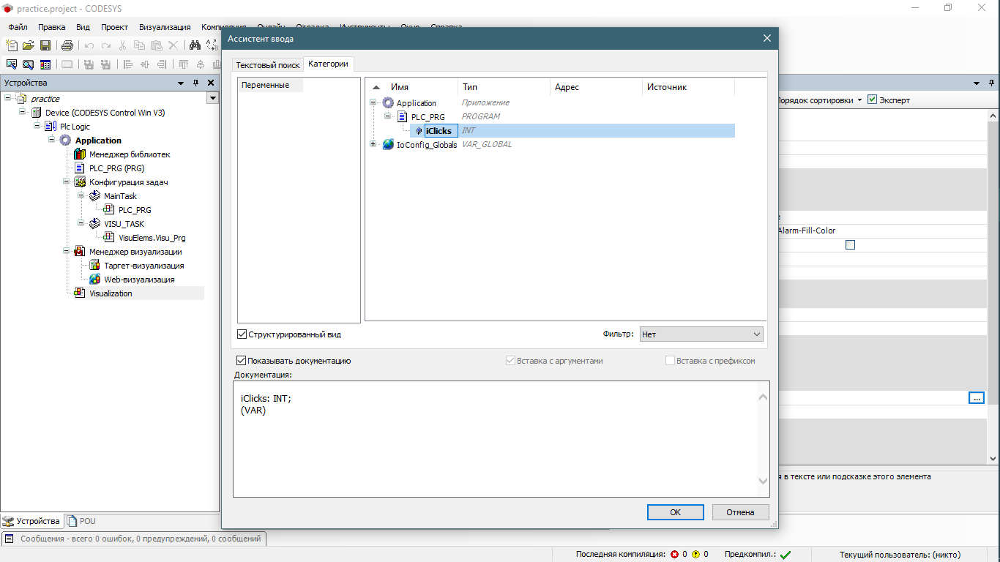 practice.project - CODESYS
Файл Правка Вид Проект Визуализация Компиляция Онлайн Отладка Инструменты Окно Справка
Ассистент ввода
Текстовый поиск Категории
Устройства
Переменные
Имя Тип Адрес Источник
practice
Порядок сортировки Эксперт
Application Приложение
Device (CODESYS Control Win V3)
PLC_PRG PROGRAM
Plc Logic
iClicks INT
Application
IoConfig_Globals VAR_GLOBAL
Менеджер библиотек
PLC_PRG (PRG)
Конфигурация задач
MainTask
PLC_PRG
VISU_TASK
Alarm-Fill-Color
VisuElems.Visu_Prg
Менеджер визуализации
Таргет-визуализация
Web-визуализация
Visualization
Структурированный вид Фильтр: Нет
Показывать документацию Вставка с аргументами Вставка с префиксом
Документация:
iClicks: INT;
(VAR)
...
я в тексте или подсказке этого элемента
OK Отмена
Устройства POU
Сообщения - всего 0 ошибок, 0 предупреждений, 0 сообщений
Последняя компиляция: 0 0 Предкомпил.: Текущий пользователь: (никто)